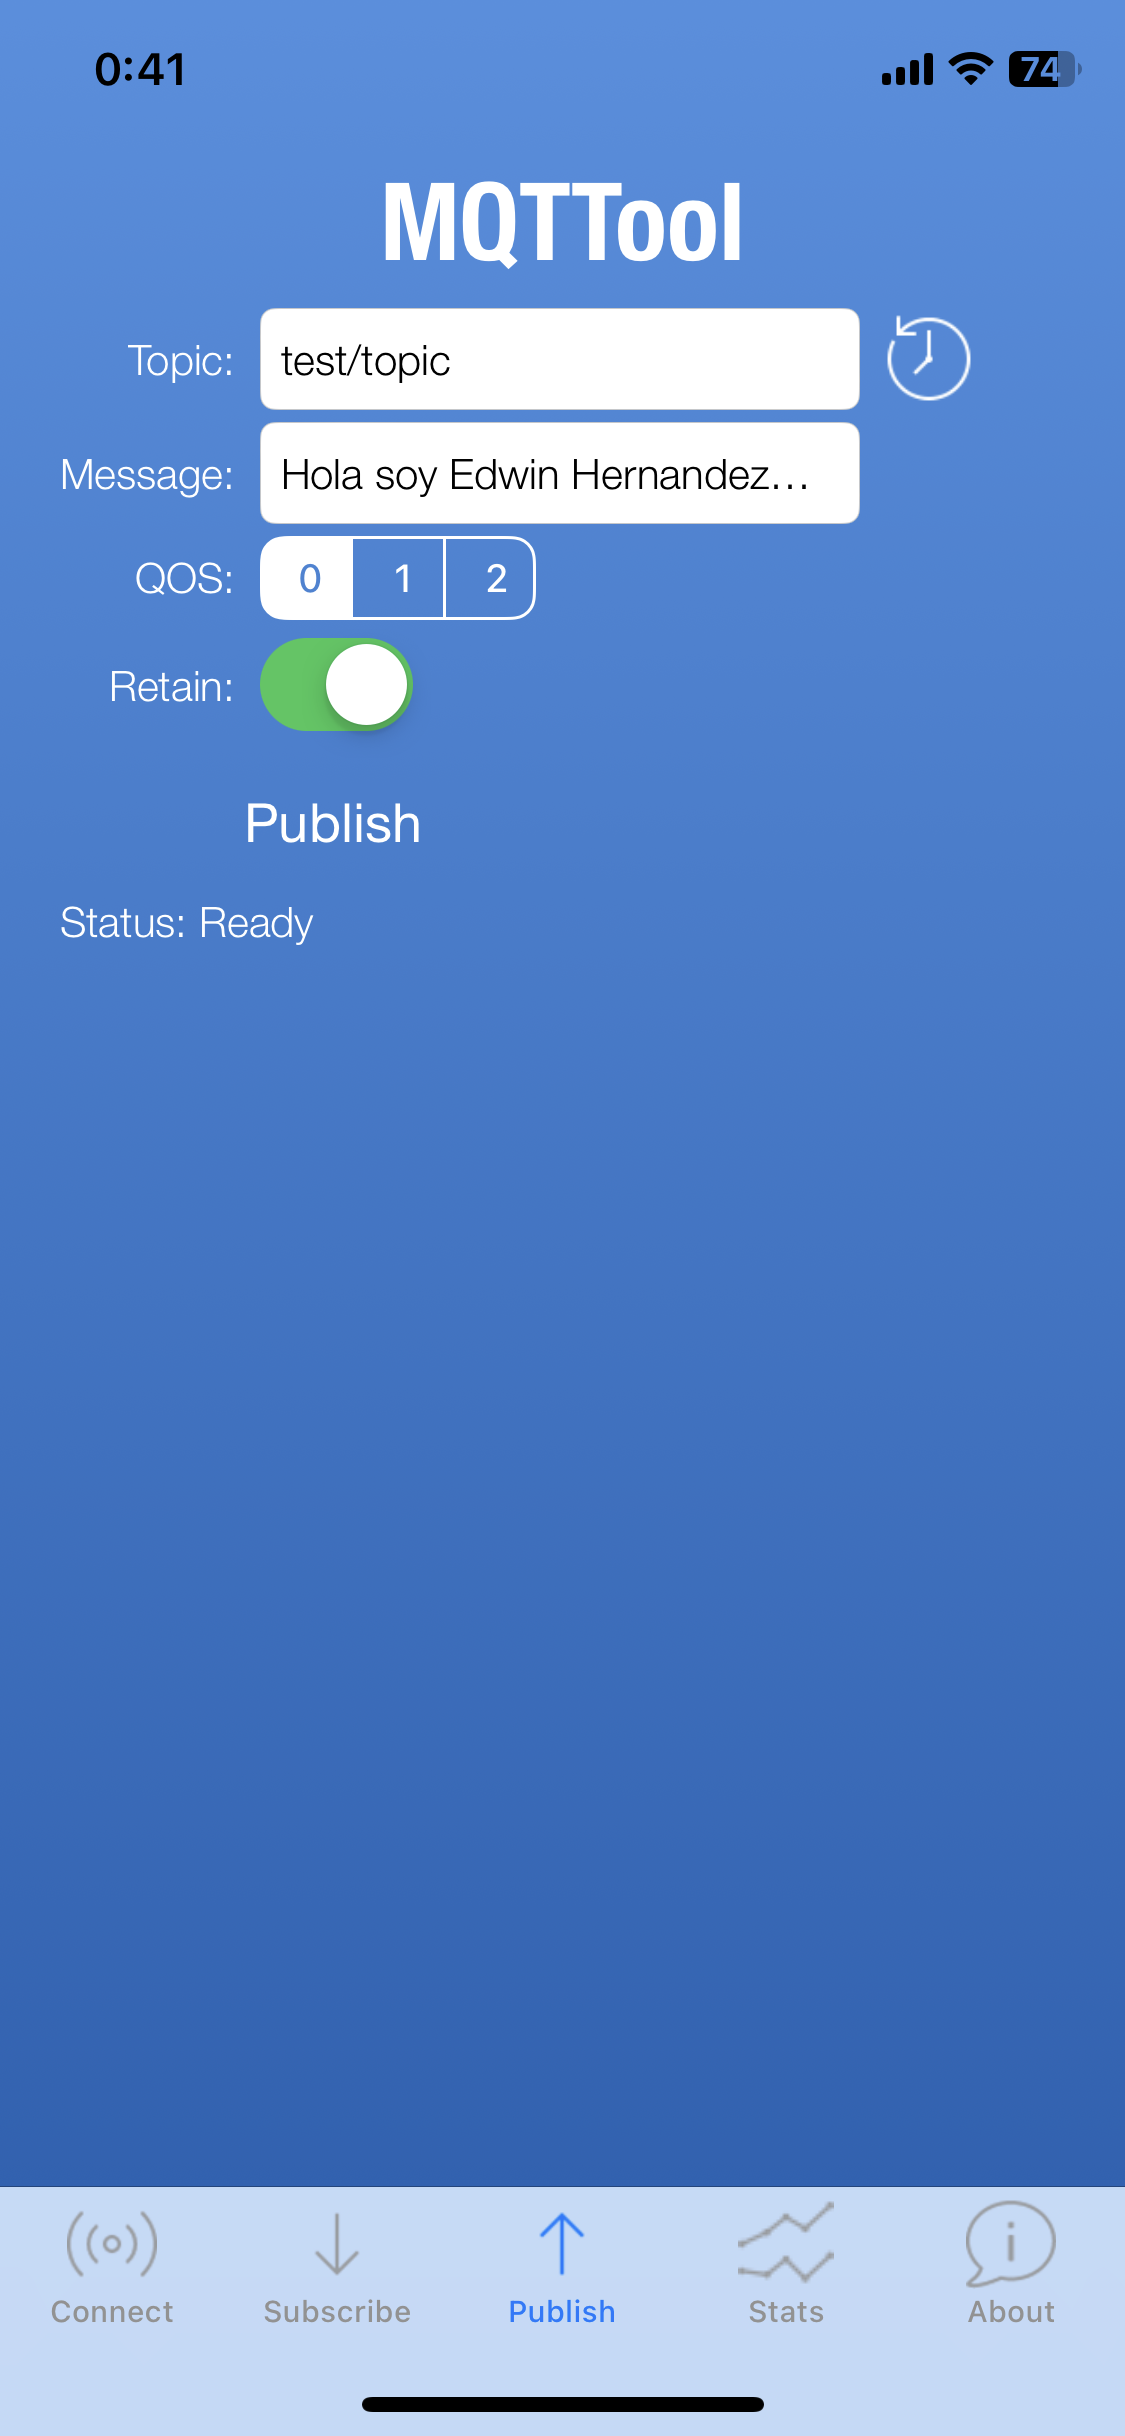 0:41
74
MQTTool
Topic: test/topic
Message: Hola soy Edwin Hernandez...
QOS: 0 1 2
Retain:
Publish
Status: Ready
Connect Subscribe Publish Stats About